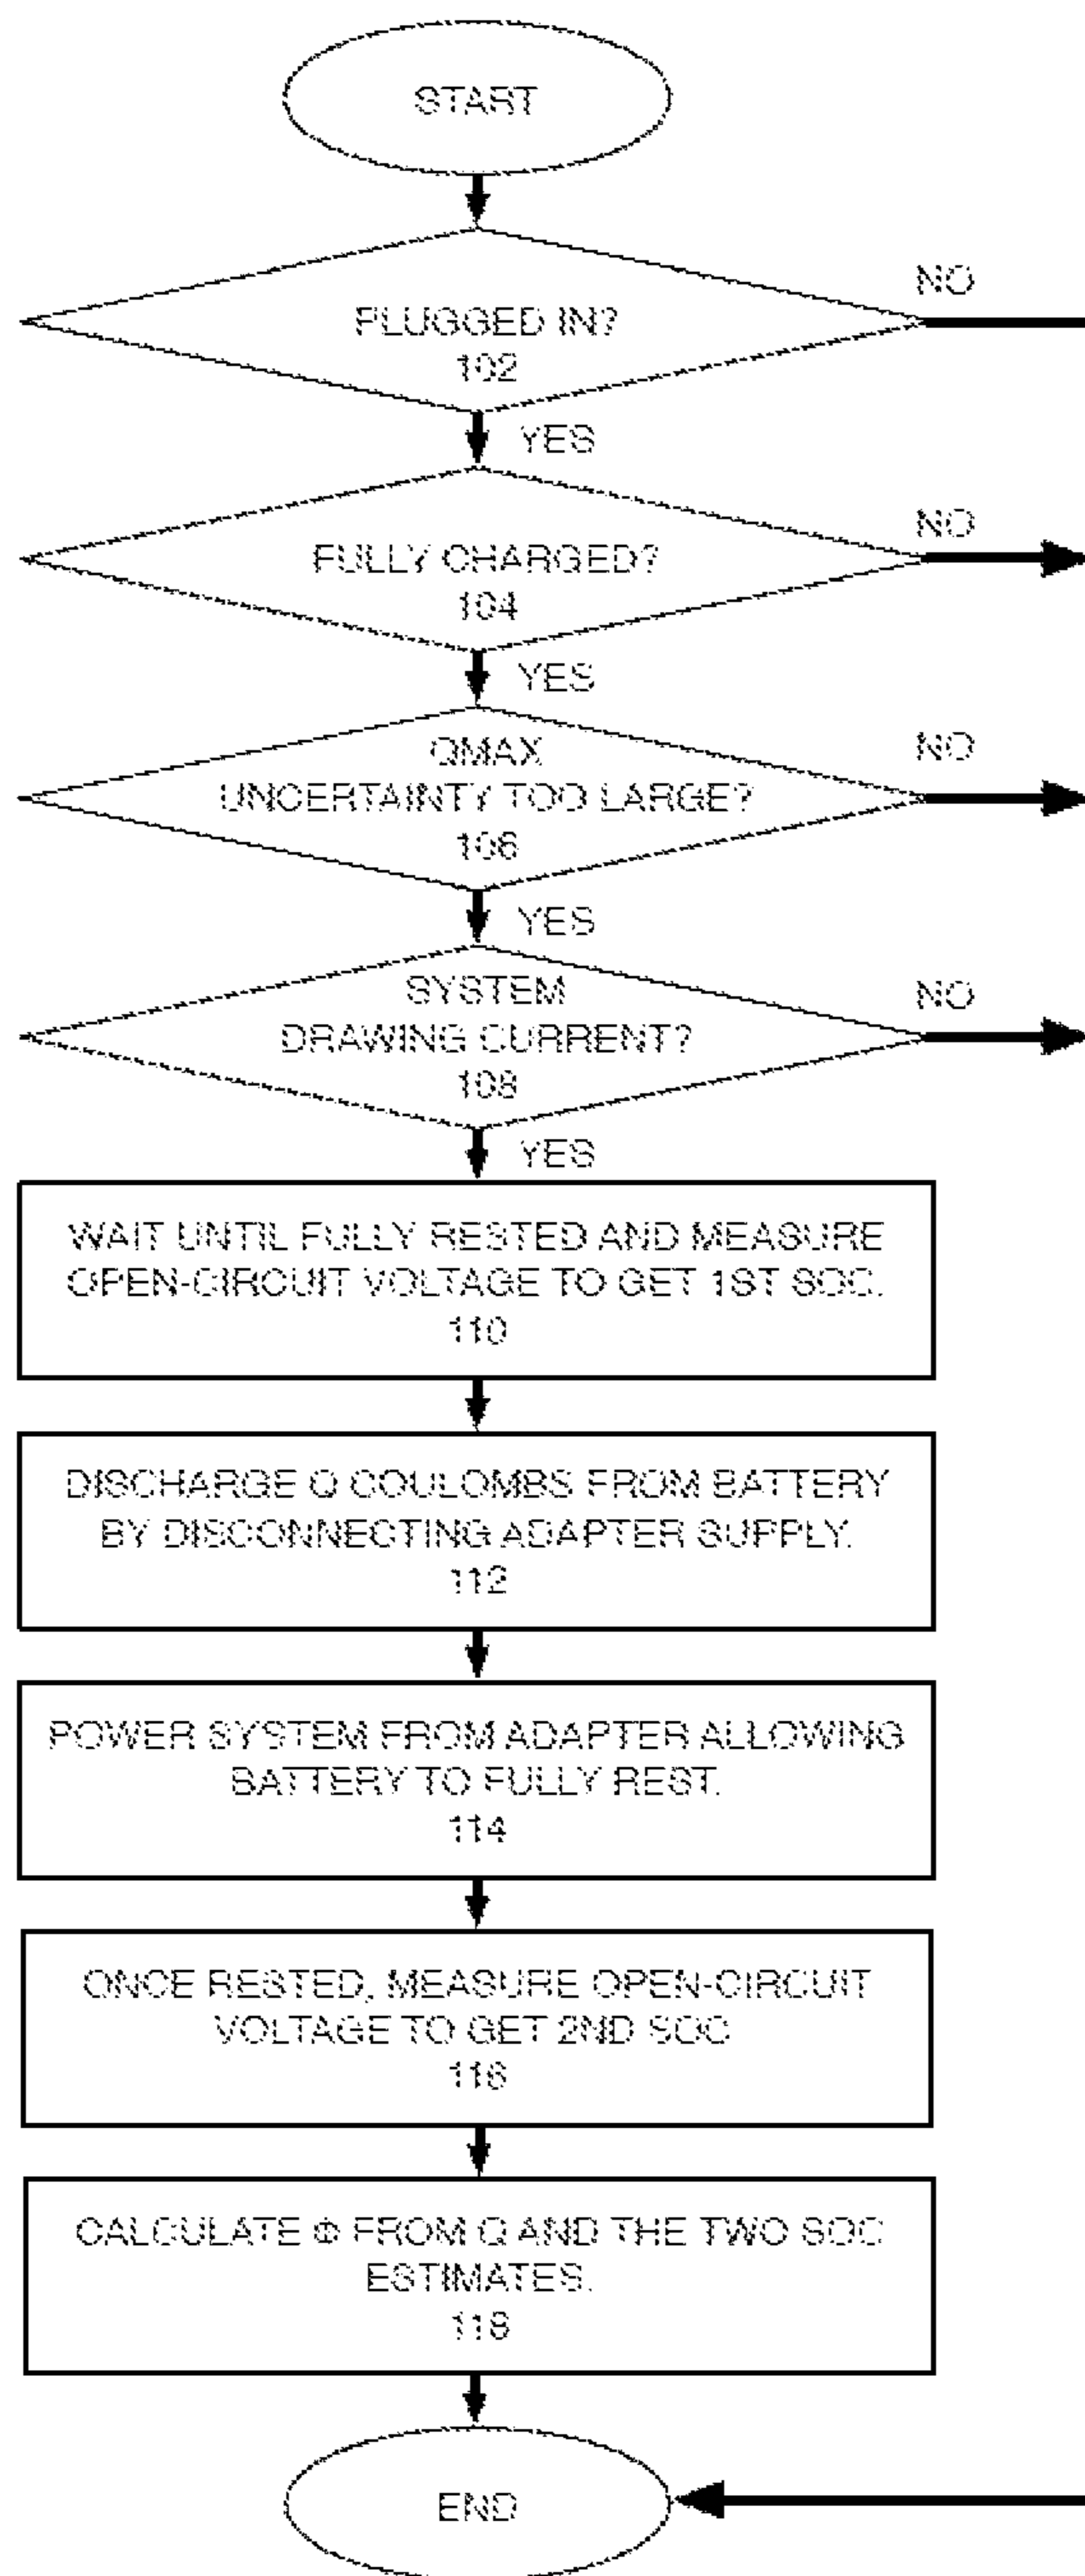 START
NO
PLUGGED IN?
102
YES
NO
FULLY CHARGED?
104
YES
NO
QMAX
UNCERTAINTY TOO LARGE?
106
YES
NO
SYSTEM
DRAWING CURRENT?
108
YES
WAIT UNTIL FULLY RESTED AND MEASURE
OPEN-CIRCUIT VOLTAGE TO GET 1ST SOC.
110
DISCHARGE Q COULOMBS FROM BATTERY
BY DISCONNECTING ADAPTER SUPPLY.
112
POWER SYSTEM FROM ADAPTER ALLOWING
BATTERY TO FULLY REST.
114
ONCE RESTED, MEASURE OPEN-CIRCUIT
VOLTAGE TO GET 2ND SOC
116
CALCULATE Φ FROM Q AND THE TWO SOC
ESTIMATES.
118
END